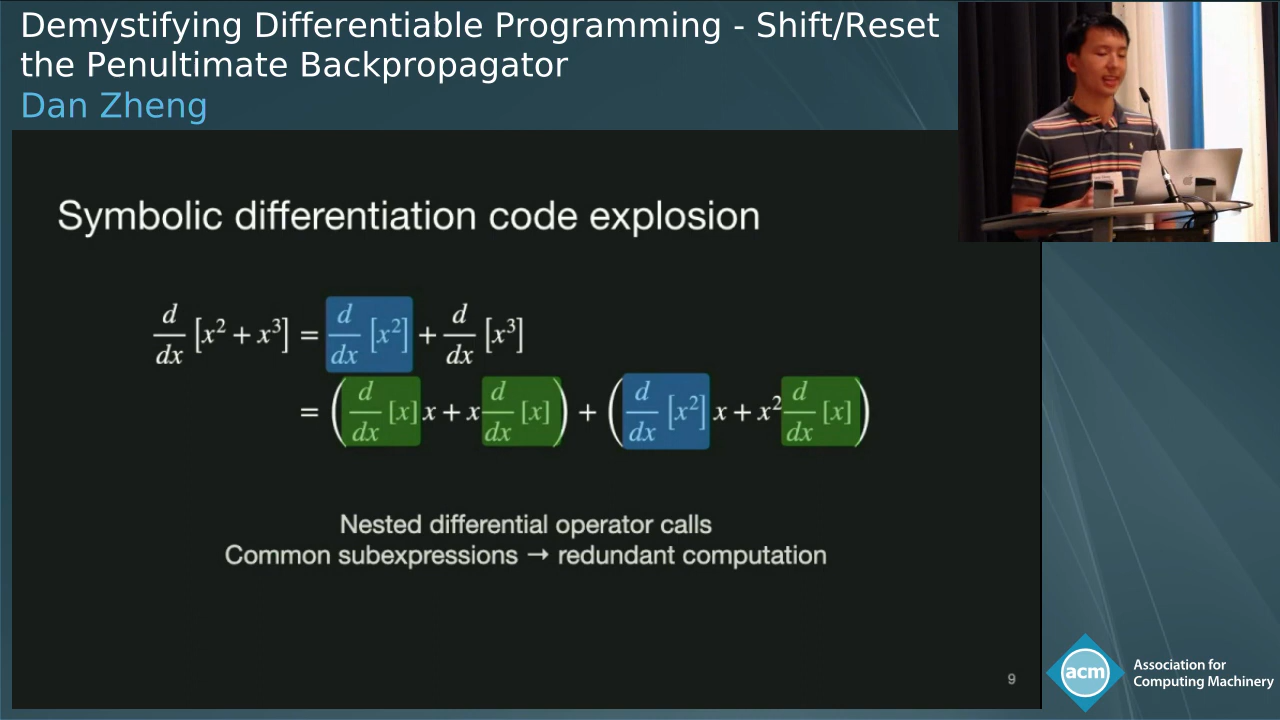 Demystifying Differentiable Programming - Shift/Reset
the Penultimate Backpropagator
Dan Zheng
Symbolic differentiation code explosion
d/dx [x² + x³] = d/dx [x²] + d/dx [x³]
= (d/dx [x] x + x d/dx [x]) + (d/dx [x²] x + x² d/dx [x])
Nested differential operator calls
Common subexpressions → redundant computation
9
acm
Association for
Computing Machinery